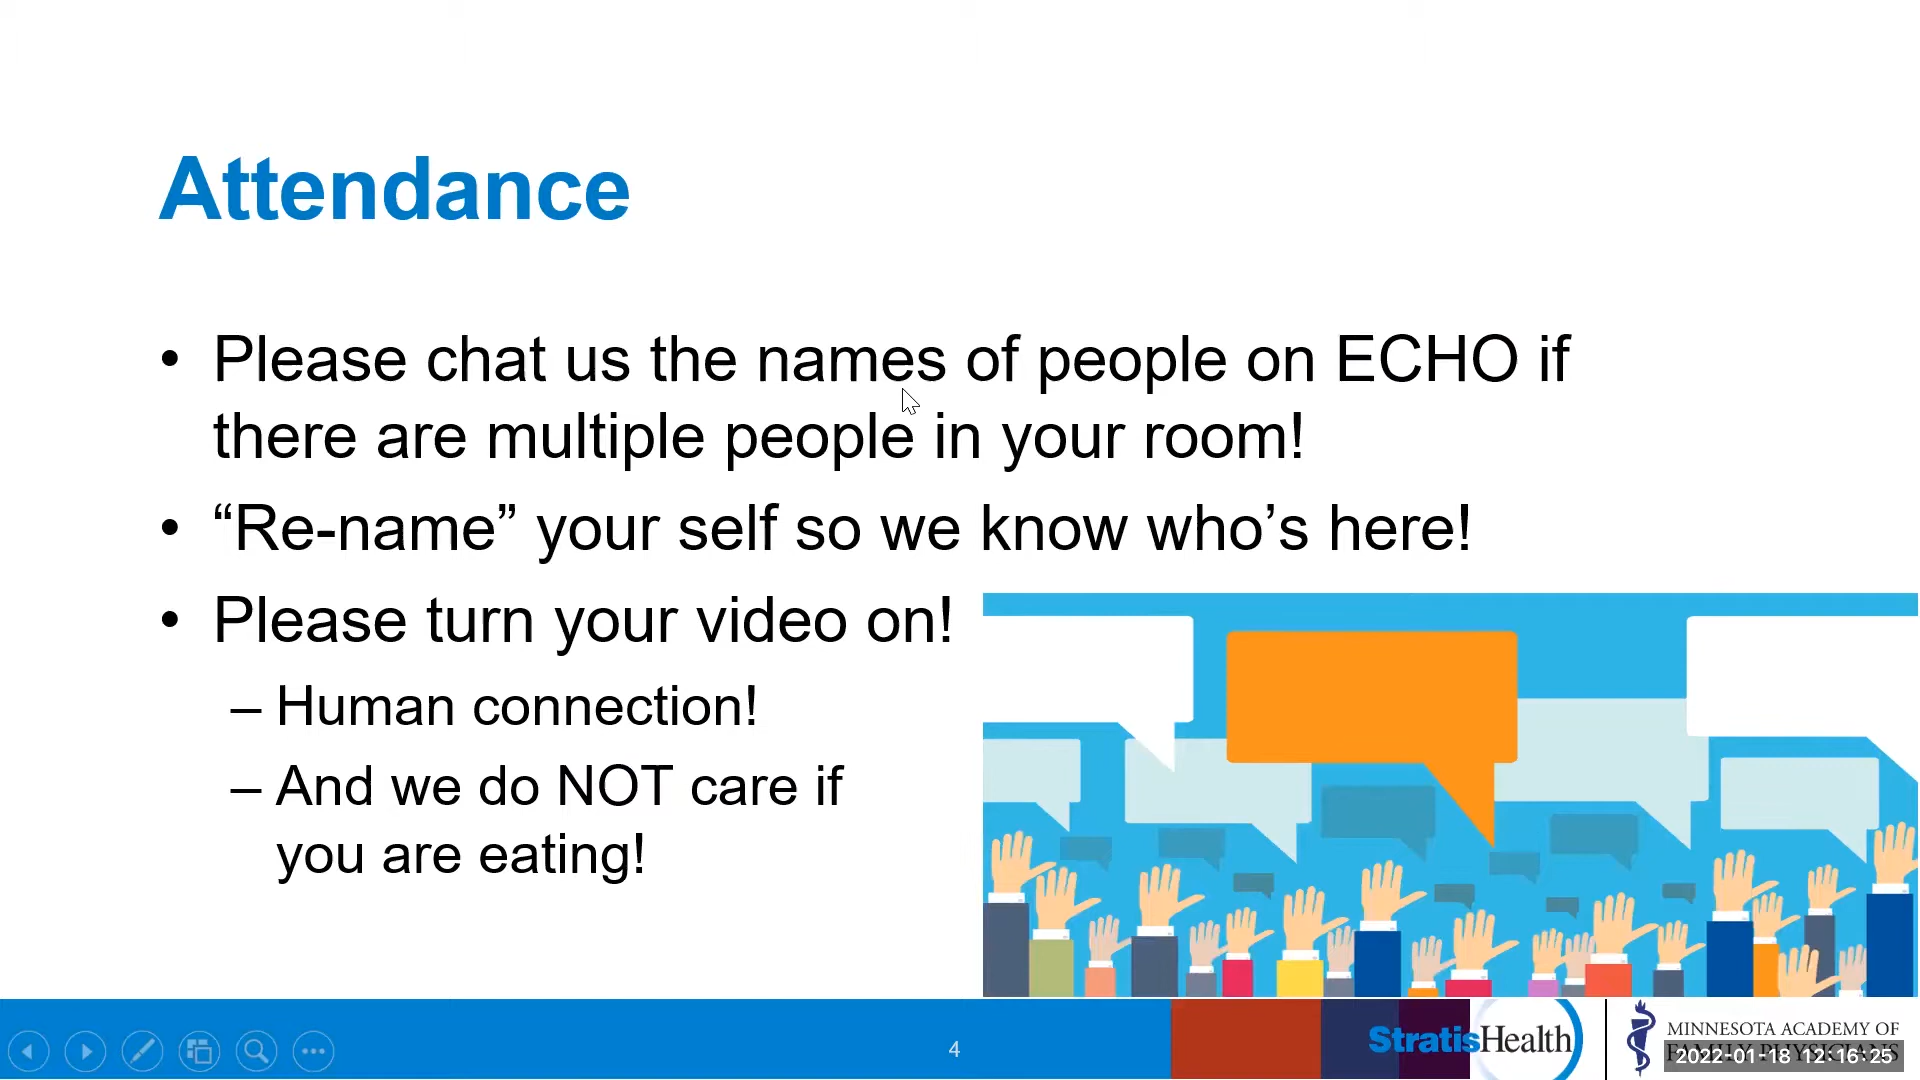 Attendance
• Please chat us the names of people on ECHO if
there are multiple people in your room!
• “Re-name” your self so we know who’s here!
• Please turn your video on!
– Human connection!
– And we do NOT care if
you are eating!
4
StratisHealth
MINNESOTA ACADEMY OF
FAMILY PHYSICIANS
2022-01-18 12:16:25